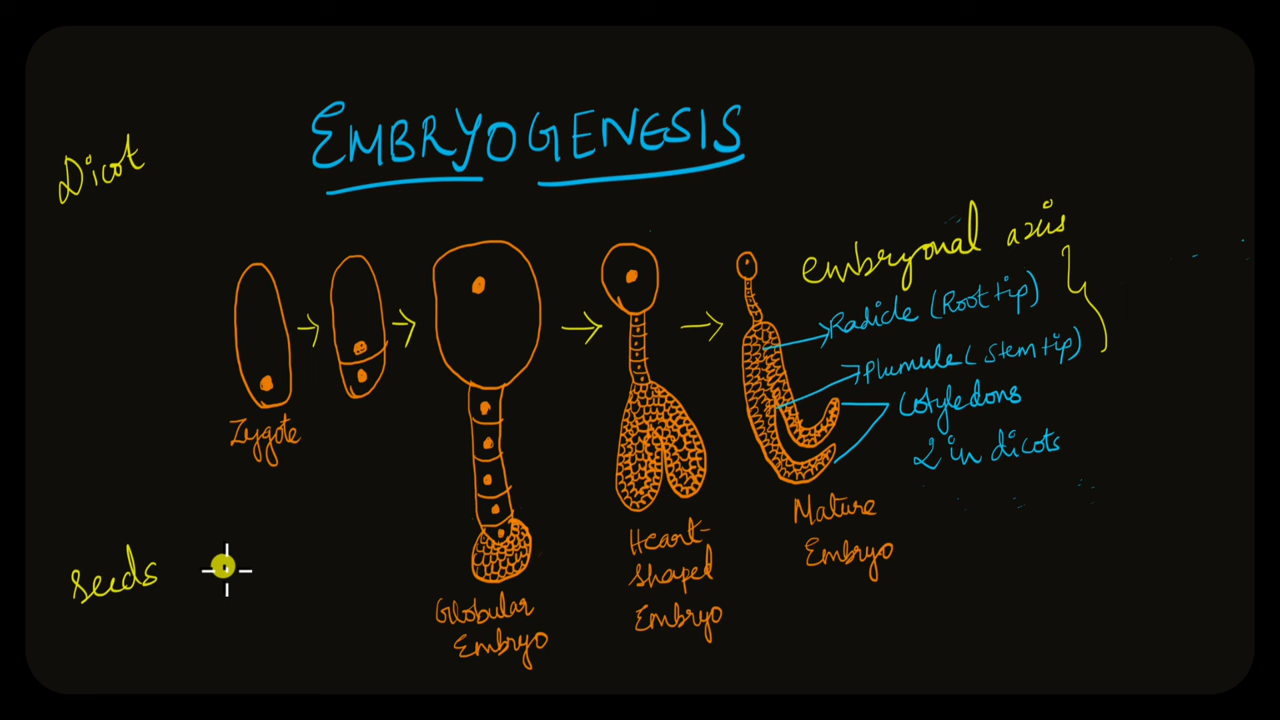 EMBRYOGENESIS
Dicot
embryonal axis
Radicle (Root tip)
Plumule (Stem tip)
Cotyledons
2 in dicots
Zygote
Mature
Embryo
Heart-
shaped
Embryo
Globular
Embryo
seeds